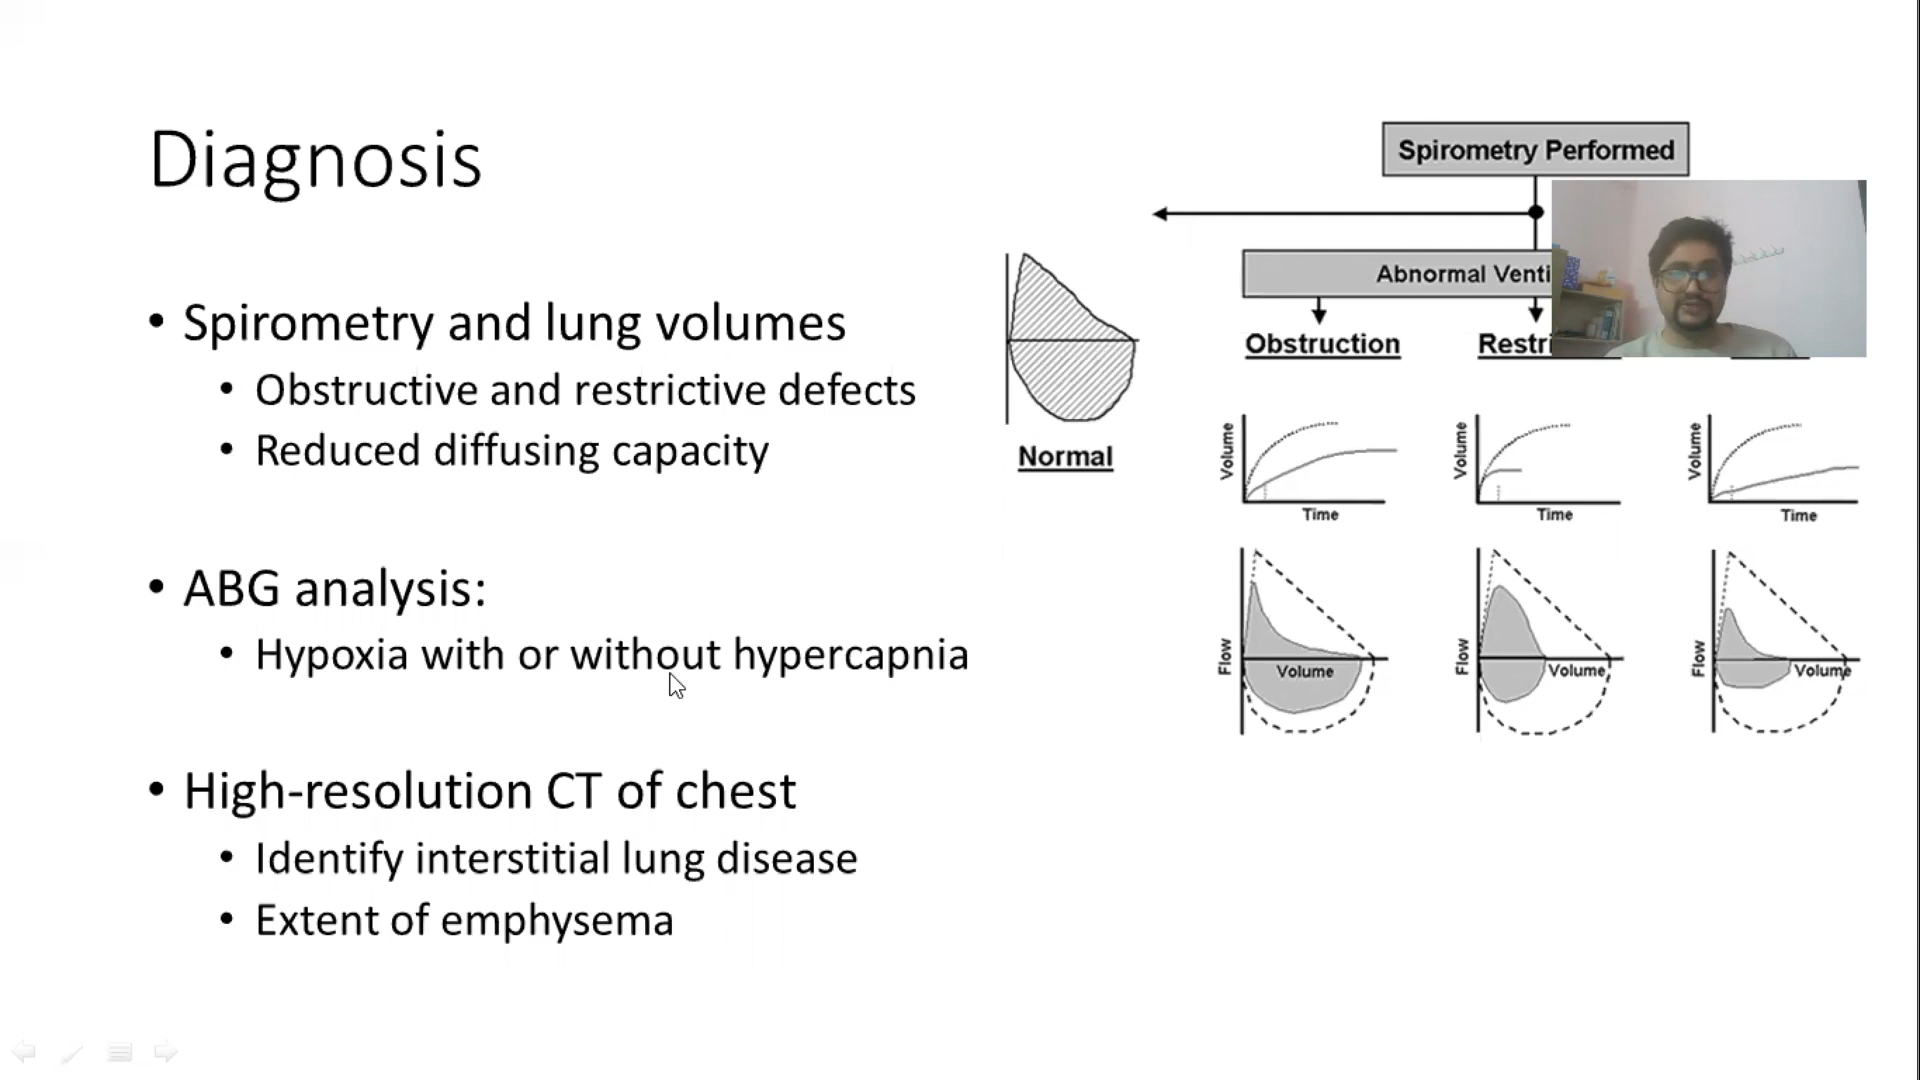 Diagnosis
• Spirometry and lung volumes
• Obstructive and restrictive defects
• Reduced diffusing capacity
• ABG analysis:
• Hypoxia with or without hypercapnia
• High-resolution CT of chest
• Identify interstitial lung disease
• Extent of emphysema
Spirometry Performed
Abnormal Venti
Normal
Obstruction
Restri
Volume
Time
Volume
Time
Volume
Time
Flow
Volume
Flow
Volume
Flow
Volume